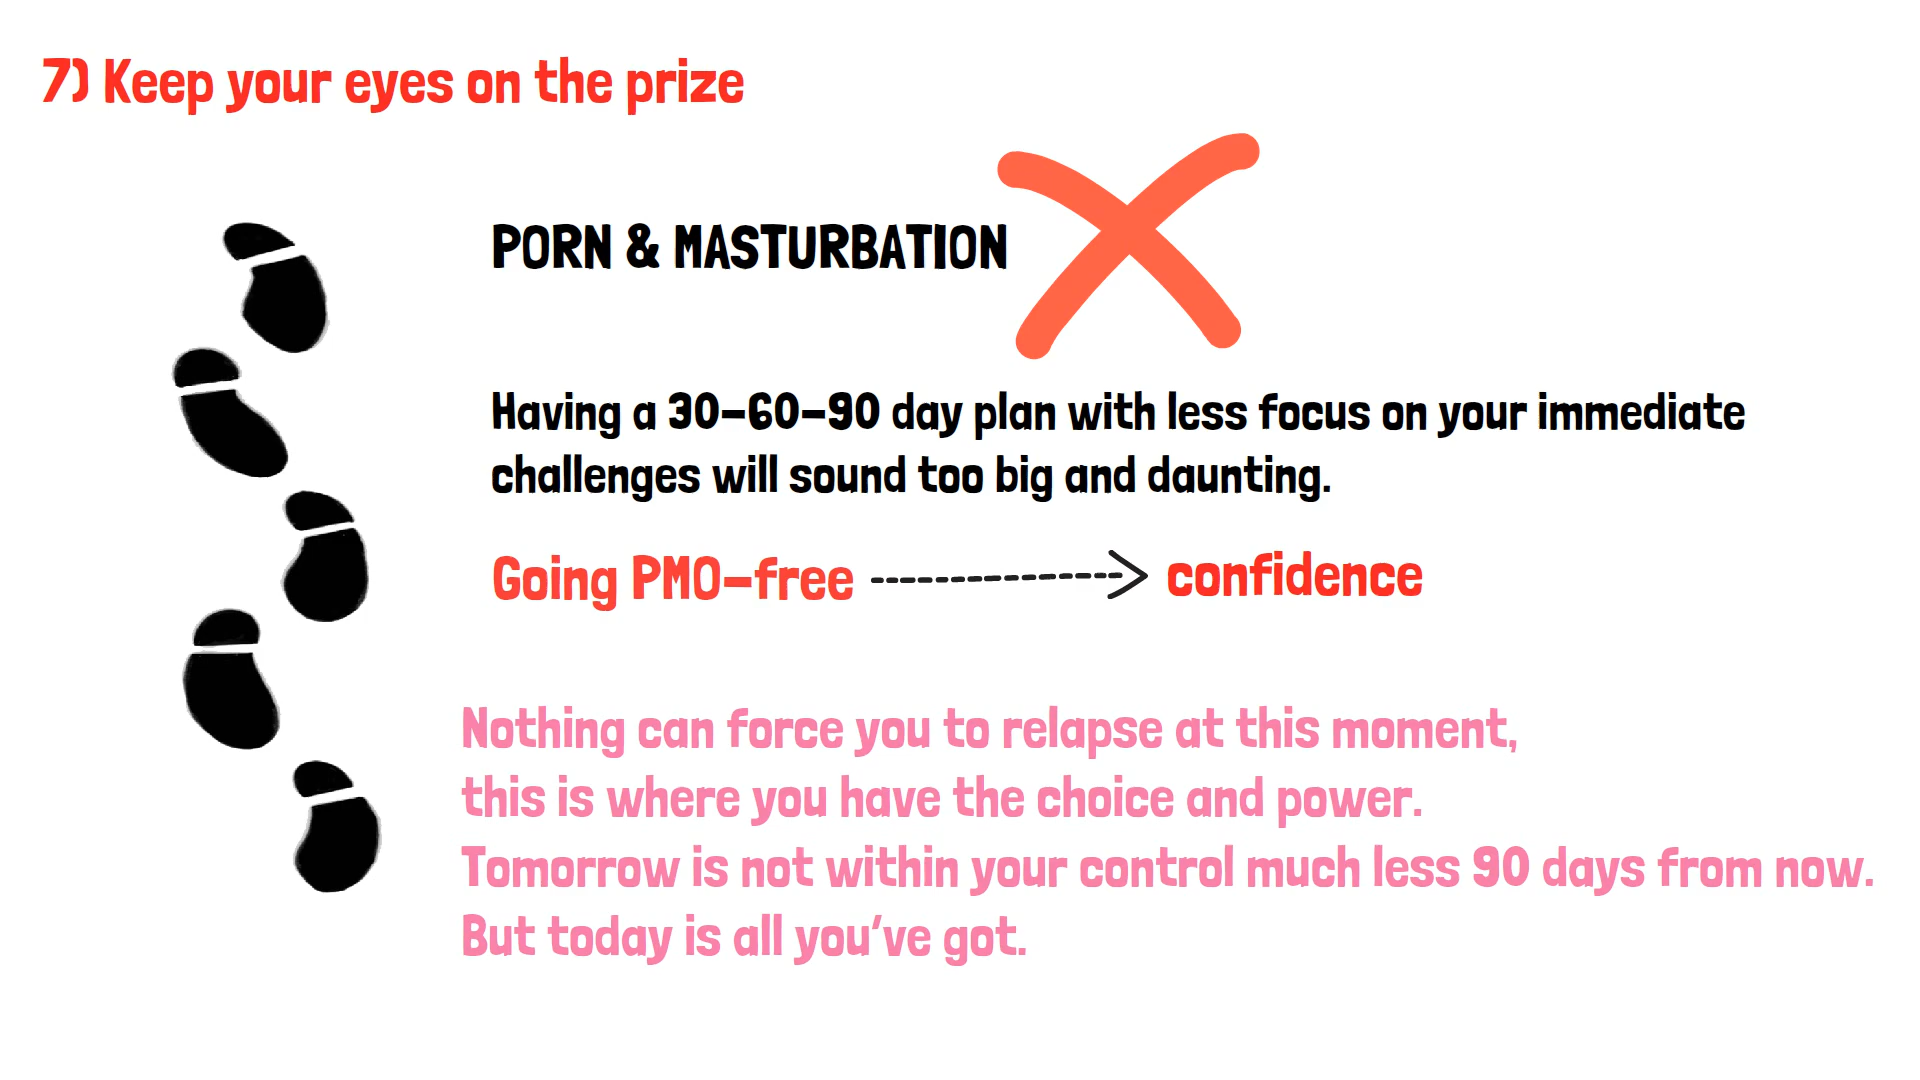 7) Keep your eyes on the prize
PORN & MASTURBATION
Having a 30-60-90 day plan with less focus on your immediate
challenges will sound too big and daunting.
Going PMO-free confidence
Nothing can force you to relapse at this moment,
this is where you have the choice and power.
Tomorrow is not within your control much less 90 days from now.
But today is all you've got.